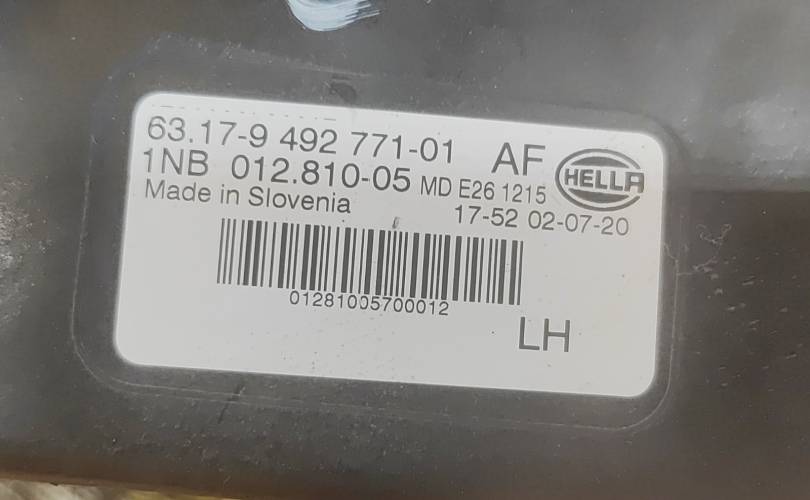 63.17-9 492 771-01 AF HELLA
1NB 012.810-05 MD E26 1215
Made in Slovenia 17-52 02-07-20
01281005700012
LH